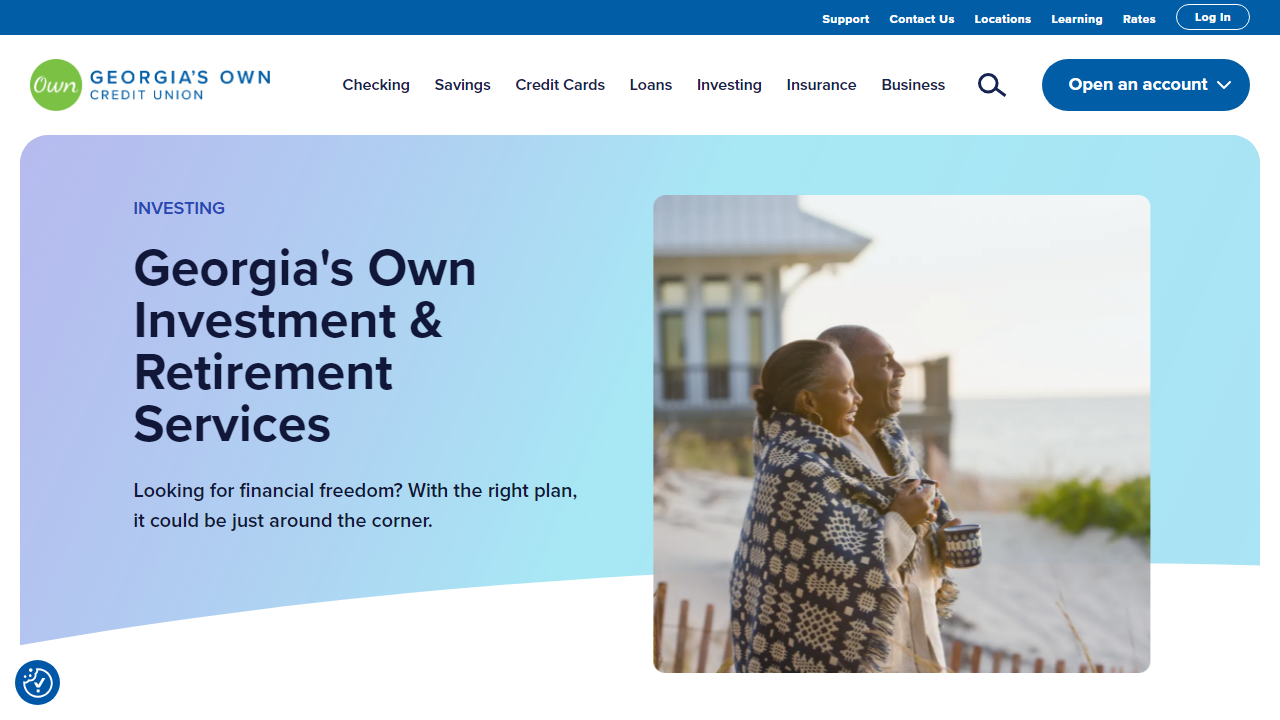 Support Contact Us Locations Learning Rates Log In
Own GEORGIA'S OWN
CREDIT UNION
Checking Savings Credit Cards Loans Investing Insurance Business Open an account
INVESTING
Georgia's Own
Investment &
Retirement
Services
Looking for financial freedom? With the right plan,
it could be just around the corner.